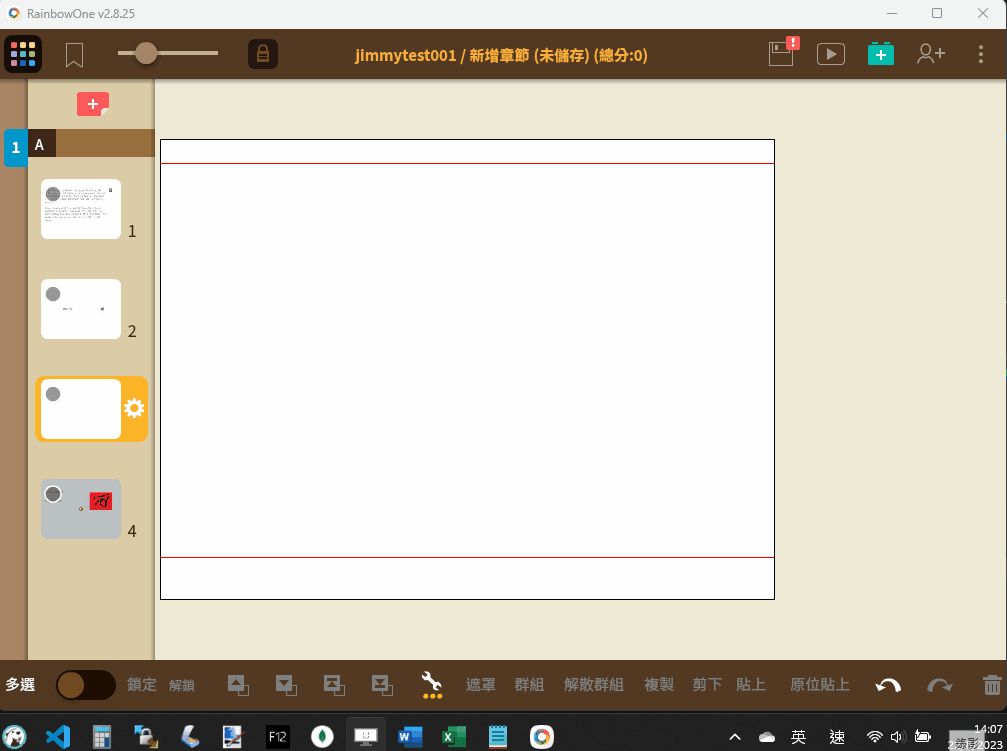 RainbowOne v2.8.25
jimmytest001 / 新增章節 (未儲存) (總分:0)
1 A
1
2
4
多選 鎖定 解鎖 遮罩 群組 解散群組 複製 剪下 貼上 原位貼上
F12 英 速 14:07